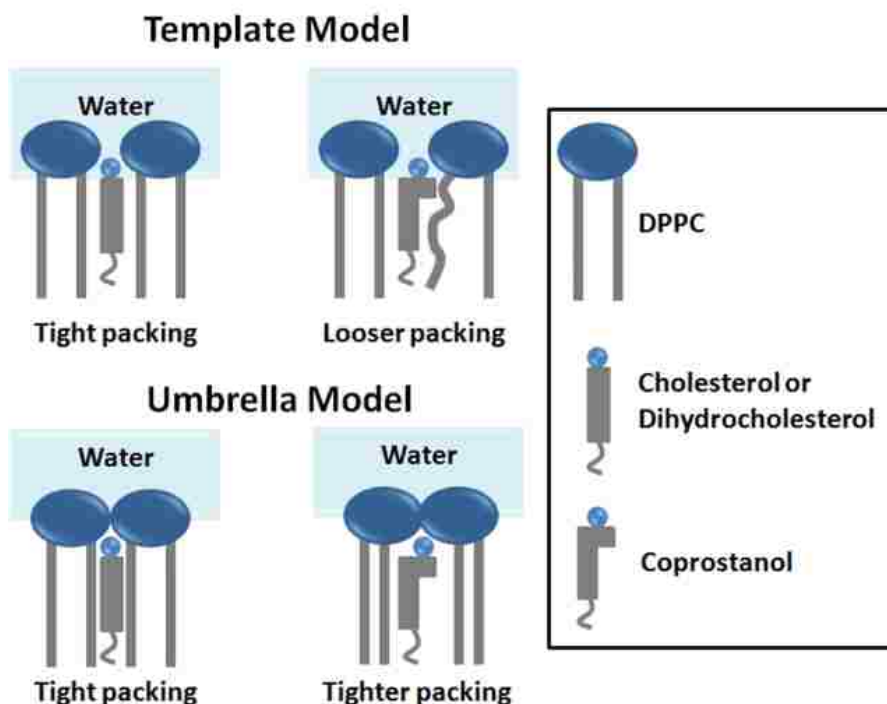 Template Model
Water
Water
Tight packing
Looser packing
Umbrella Model
Water
Water
Tight packing
Tighter packing
DPPC
Cholesterol or
Dihydrocholesterol
Coprostanol